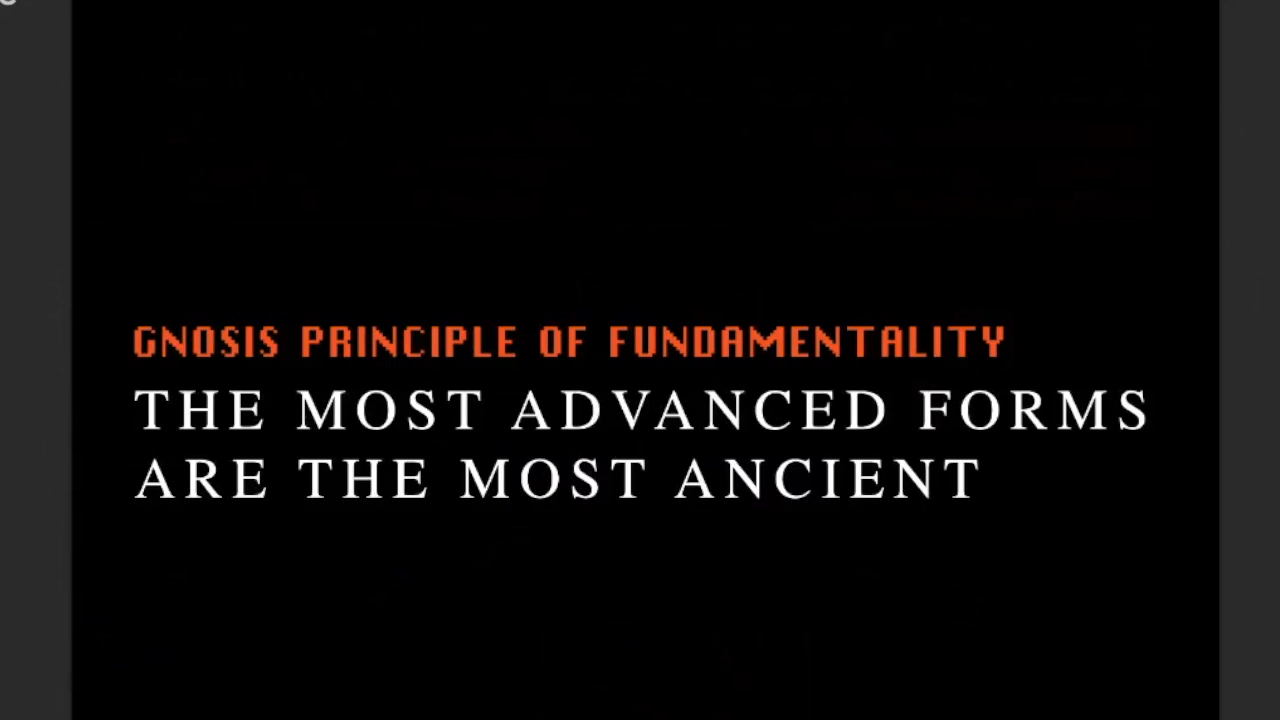 GNOSIS PRINCIPLE OF FUNDAMENTALITY
THE MOST ADVANCED FORMS
ARE THE MOST ANCIENT